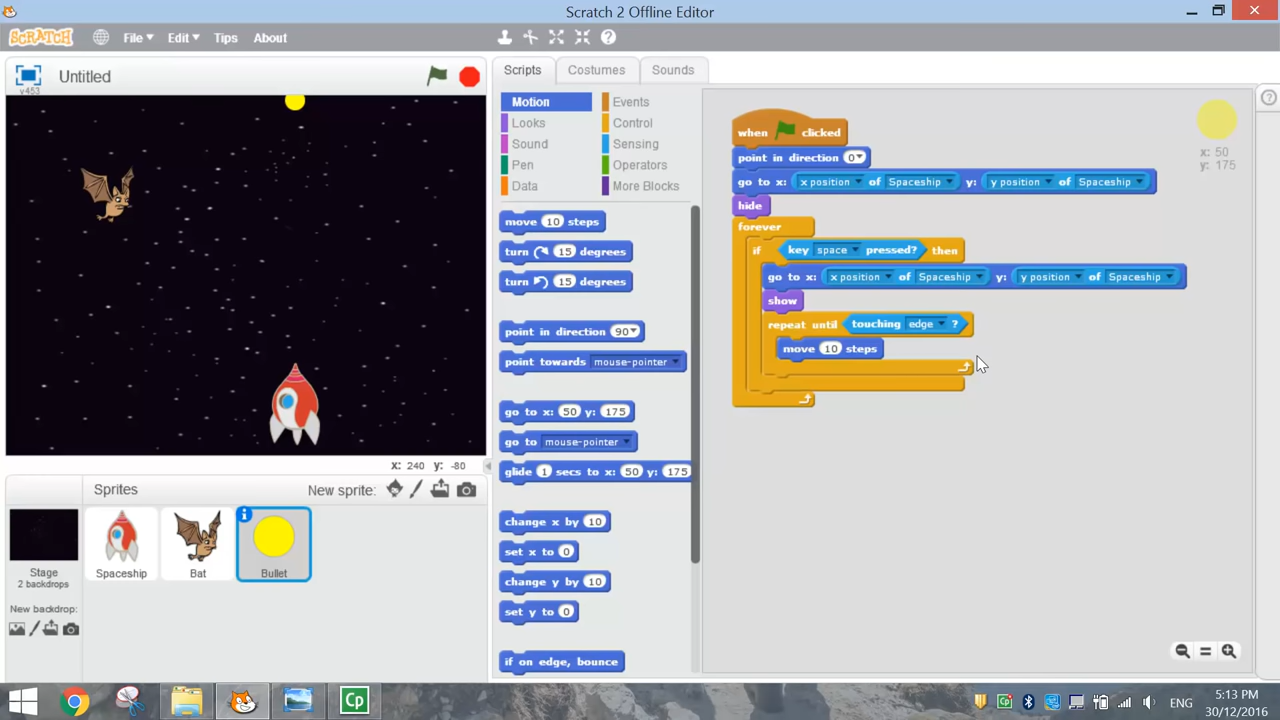 Scratch 2 Offline Editor
SCRATCH File Edit Tips About
v453 Untitled
Scripts Costumes Sounds
Motion Events
Looks Control
Sound Sensing
Pen Operators
Data More Blocks
move 10 steps
turn 15 degrees
turn 15 degrees
point in direction 90
point towards mouse-pointer
go to x: 50 y: 175
go to mouse-pointer
glide 1 secs to x: 50 y: 175
change x by 10
set x to 0
change y by 10
set y to 0
if on edge, bounce
when clicked
point in direction 0
go to x: x position of Spaceship y: y position of Spaceship
hide
forever
if key space pressed? then
go to x: x position of Spaceship y: y position of Spaceship
show
repeat until touching edge ?
move 10 steps
x: 50
y: 175
x: 240 y: -80
Sprites New sprite:
Stage
2 backdrops
New backdrop:
Spaceship Bat Bullet
Cp
Cp ENG
5:13 PM
30/12/2016